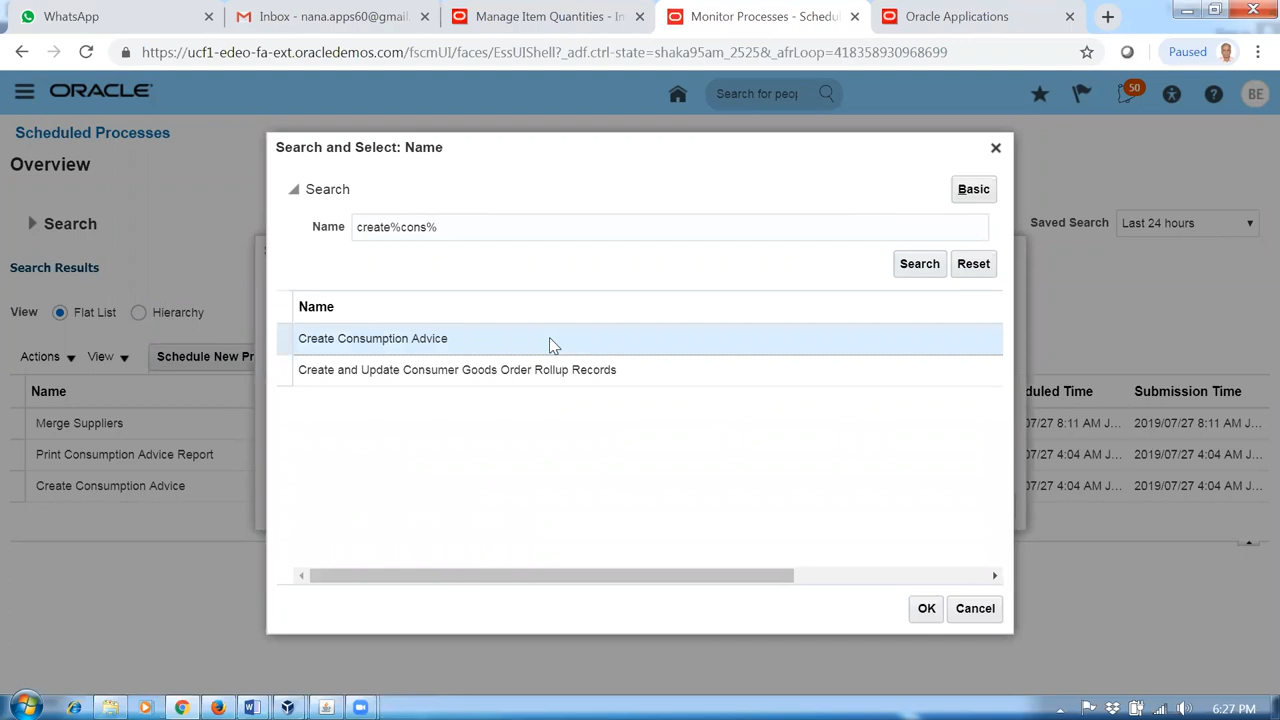 WhatsApp
Inbox - nana.apps60@gmail
Manage Item Quantities - In
Monitor Processes - Schedu
Oracle Applications
https://ucf1-edeo-fa-ext.oracledemos.com/fscmUI/faces/EssUIShell?_adf.ctrl-state=shaka95am_2525&_afrLoop=418358930968699
Paused
ORACLE
Search for peop
50
BE
Scheduled Processes
Overview
Search
Saved Search
Last 24 hours
Search Results
View
Flat List
Hierarchy
Actions
View
Schedule New Pr
Name
duled Time
Submission Time
Merge Suppliers
07/27 8:11 AM J...
2019/07/27 8:11 AM J...
Print Consumption Advice Report
07/27 4:04 AM J...
2019/07/27 4:04 AM J...
Create Consumption Advice
07/27 4:04 AM J...
2019/07/27 4:04 AM J...
Search and Select: Name
Search
Basic
Name
create%cons%
Search
Reset
Name
Create Consumption Advice
Create and Update Consumer Goods Order Rollup Records
OK
Cancel
6:27 PM